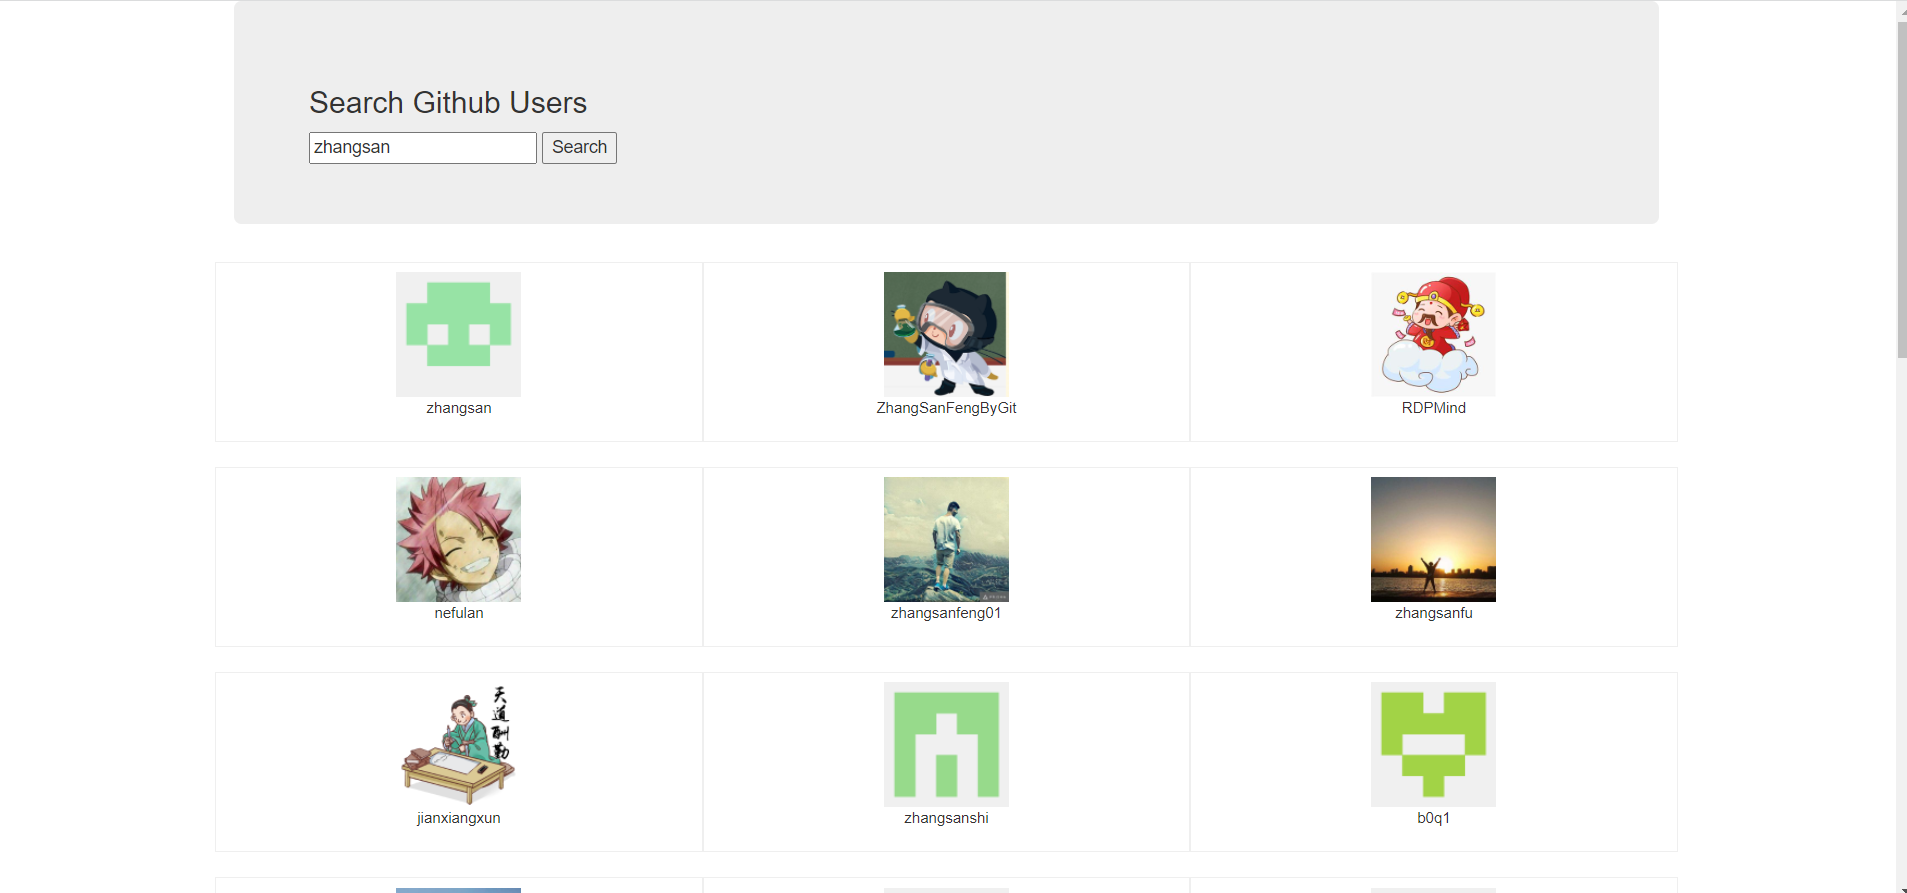 Search Github Users
zhangsan Search
zhangsan ZhangSanFengByGit RDPMind
nefulan zhangsanfeng01 zhangsanfu
天道酬勤
jianxiangxun zhangsanshi b0q1